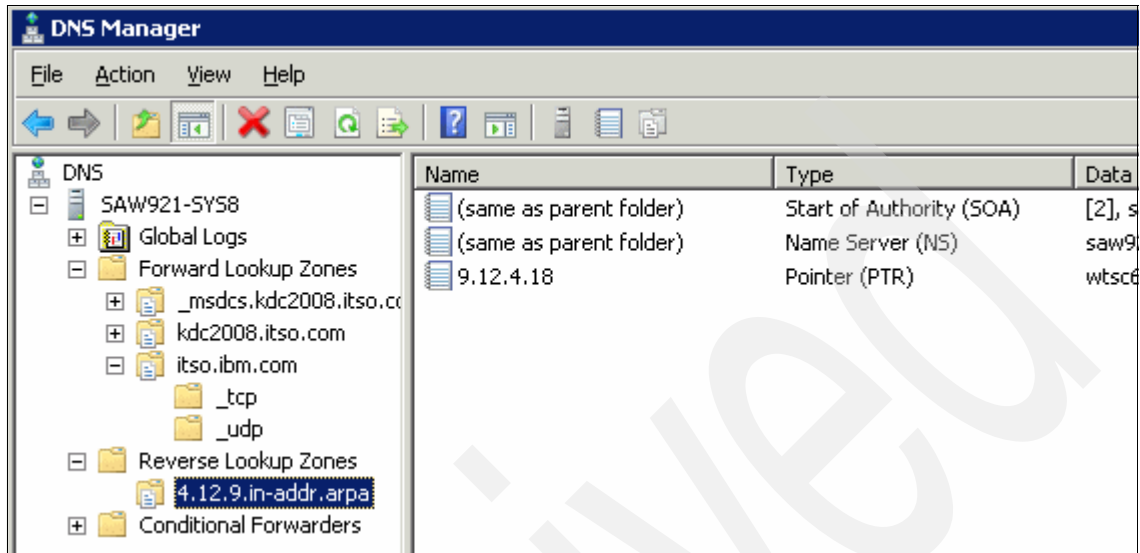 DNS Manager
File Action View Help
DNS
SAW921-SYS8
Global Logs
Forward Lookup Zones
_msdcs.kdc2008.itso.co
kdc2008.itso.com
itso.ibm.com
_tcp
_udp
Reverse Lookup Zones
4.12.9.in-addr.arpa
Conditional Forwarders
Name Type Data
(same as parent folder) Start of Authority (SOA) [2], s
(same as parent folder) Name Server (NS) saw92
9.12.4.18 Pointer (PTR) wtsc6